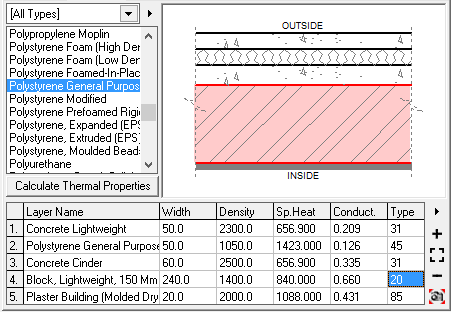 [All Types]
Polypropylene Moplin
Polystyrene Foam (High Den
Polystyrene Foam (Low Den
Polystyrene Foamed-In-Plac
Polystyrene General Purpos
Polystyrene Modified
Polystyrene Prefoamed Rigi
Polystyrene, Expanded (EPS
Polystyrene, Extruded (EPS)
Polystyrene, Moulded Beads
Polyurethane
Calculate Thermal Properties
OUTSIDE
INSIDE
Layer Name Width Density Sp.Heat Conduct. Type
1. Concrete Lightweight 50.0 2300.0 656.900 0.209 31
2. Polystyrene General Purpose 50.0 1050.0 1423.000 0.126 45
3. Concrete Cinder 60.0 2500.0 656.900 0.335 31
4. Block, Lightweight, 150 Mm 240.0 1400.0 840.000 0.660 20
5. Plaster Building (Molded Dry 20.0 2000.0 1088.000 0.431 85